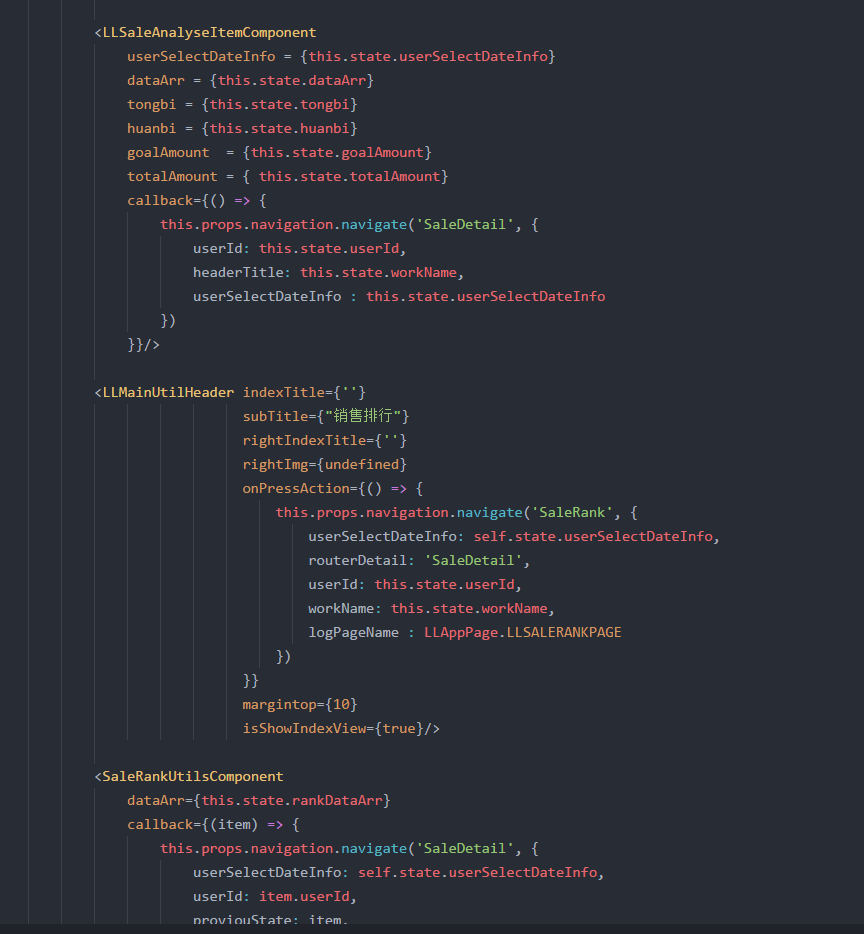 <LLSaleAnalyseItemComponent
userSelectDateInfo = {this.state.userSelectDateInfo}
dataArr = {this.state.dataArr}
tongbi = {this.state.tongbi}
huanbi = {this.state.huanbi}
goalAmount  = {this.state.goalAmount}
totalAmount = { this.state.totalAmount}
callback={() => {
this.props.navigation.navigate('SaleDetail', {
userId: this.state.userId,
headerTitle: this.state.workName,
userSelectDateInfo : this.state.userSelectDateInfo
})
}}/>
<LLMainUtilHeader indexTitle={''}
subTitle={"销售排行"}
rightIndexTitle={''}
rightImg={undefined}
onPressAction={() => {
this.props.navigation.navigate('SaleRank', {
userSelectDateInfo: self.state.userSelectDateInfo,
routerDetail: 'SaleDetail',
userId: this.state.userId,
workName: this.state.workName,
logPageName : LLAppPage.LLSALERANKPAGE
})
}}
margintop={10}
isShowIndexView={true}/>
<SaleRankUtilsComponent
dataArr={this.state.rankDataArr}
callback={(item) => {
this.props.navigation.navigate('SaleDetail', {
userSelectDateInfo: self.state.userSelectDateInfo,
userId: item.userId,
proviouState: item,